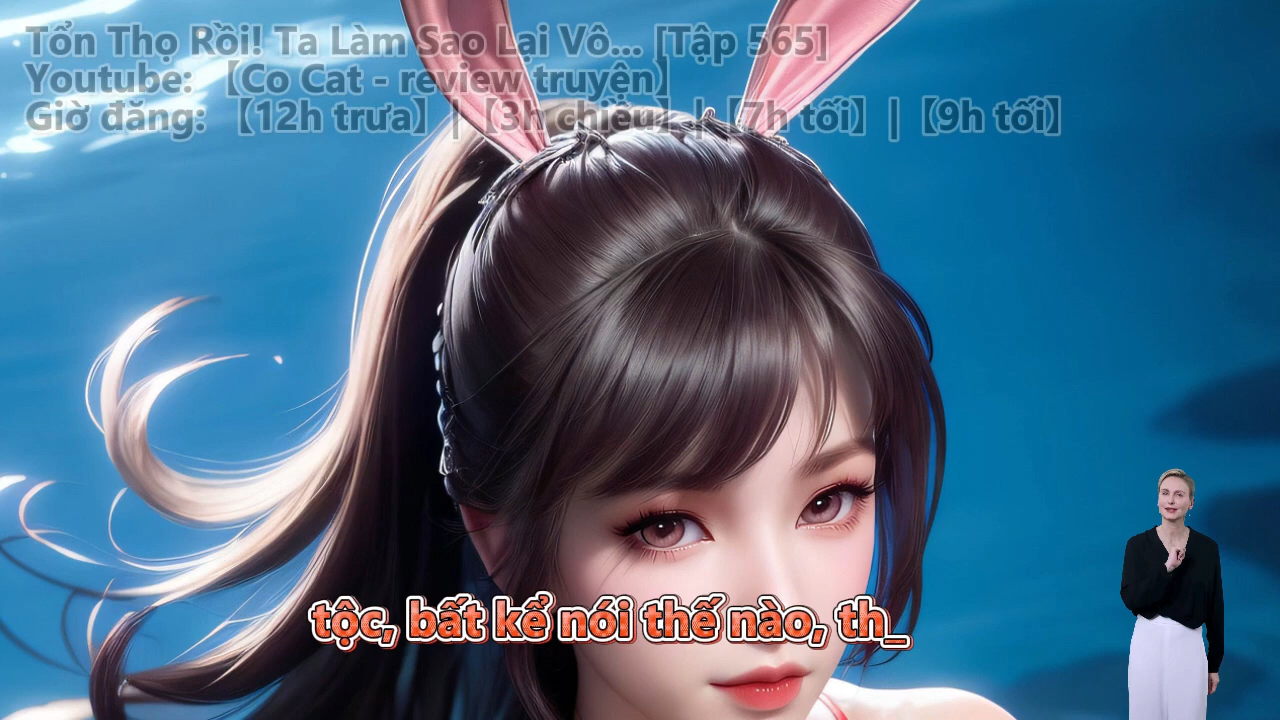 Tổn Thọ Rồi! Ta Làm Sao Lại Vô... [Tập 565]
Youtube: 【Co Cat - review truyện】
Giờ đăng: 【12h trưa】 | 【3h chiều】 | 【7h tối】 | 【9h tối】
tộc, bất kể nói thế nào, th_